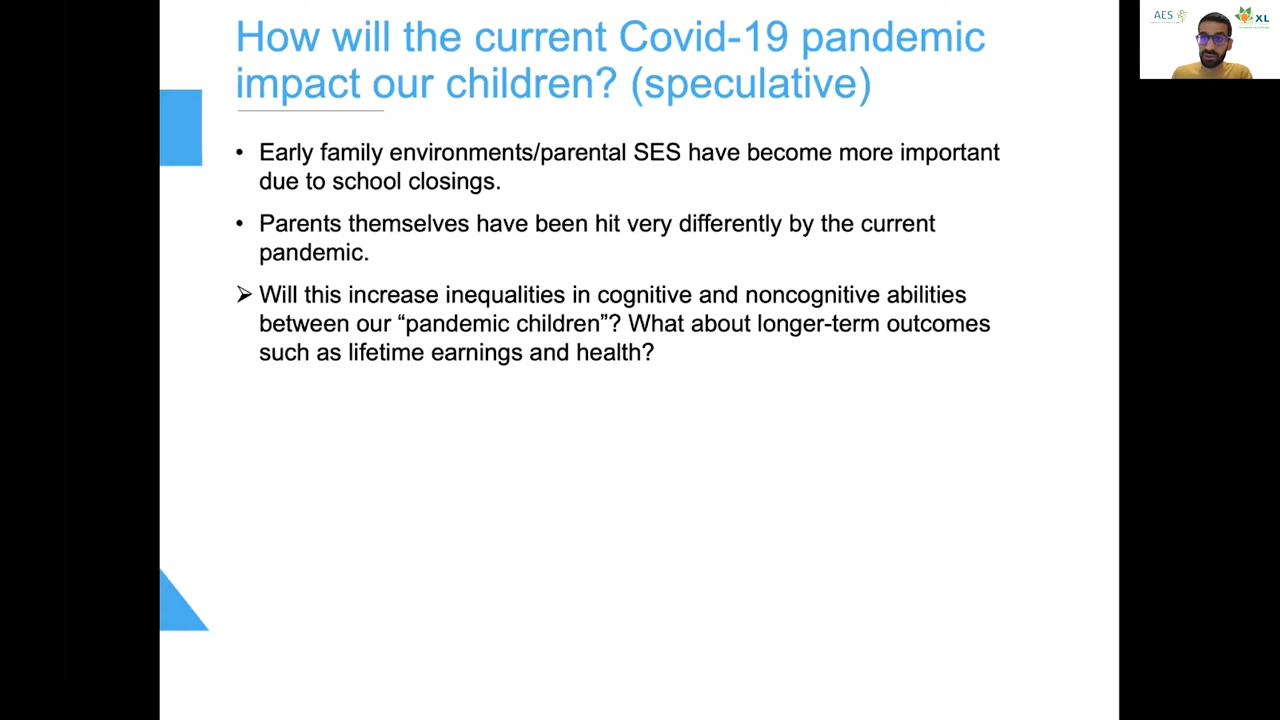 How will the current Covid-19 pandemic
impact our children? (speculative)
• Early family environments/parental SES have become more important
due to school closings.
• Parents themselves have been hit very differently by the current
pandemic.
➢ Will this increase inequalities in cognitive and noncognitive abilities
between our “pandemic children”? What about longer-term outcomes
such as lifetime earnings and health?
AES
XL